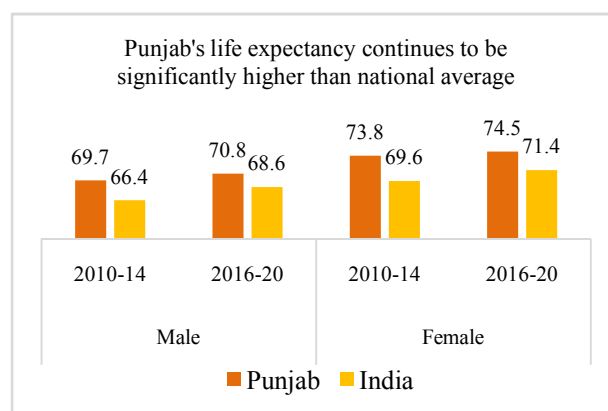 Punjab's life expectancy continues to be
significantly higher than national average
69.7
66.4
70.8
68.6
73.8
69.6
74.5
71.4
2010-14
2016-20
2010-14
2016-20
Male
Female
Punjab
India